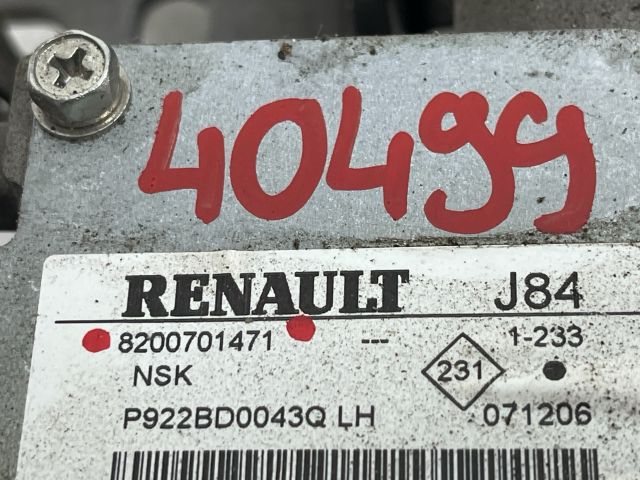 40499
RENAULT J84
8200701471 --- 1-233
NSK 231
P922BD0043Q LH 071206